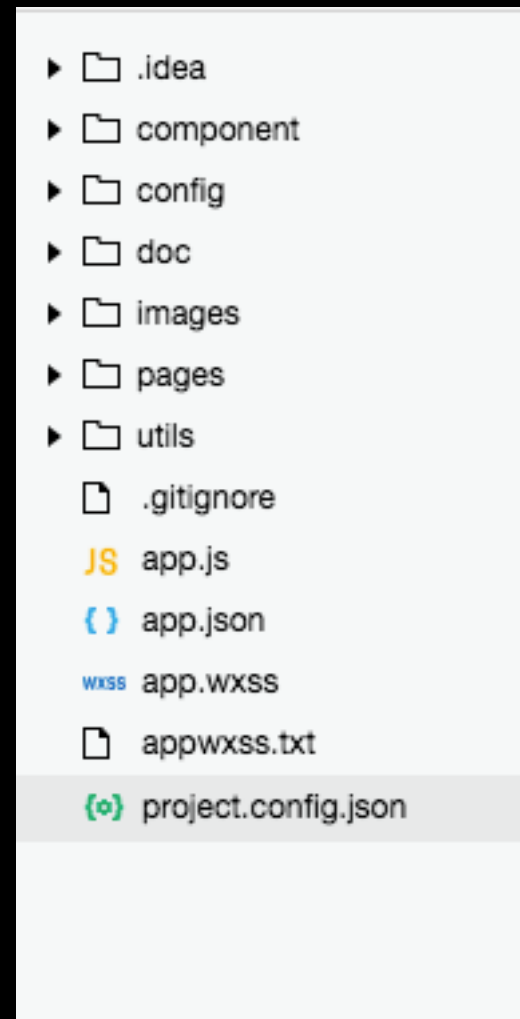 .idea
component
config
doc
images
pages
utils
.gitignore
JS app.js
{ } app.json
wxss app.wxss
appwxss.txt
{o} project.config.json